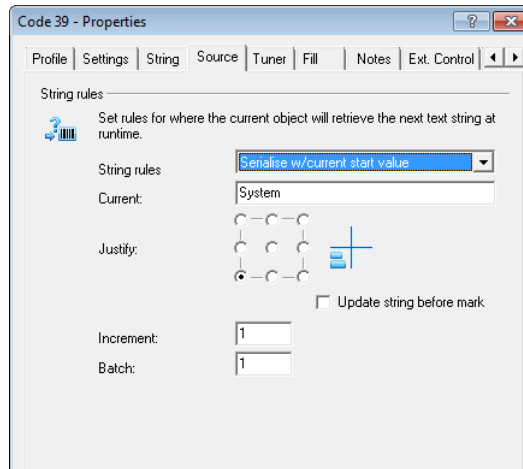 Code 39 - Properties
Profile Settings String Source Tuner Fill Notes Ext. Control
String rules
Set rules for where the current object will retrieve the next text string at
runtime.
String rules Serialise w/current start value
Current: System
Justify:
Update string before mark
Increment: 1
Batch: 1